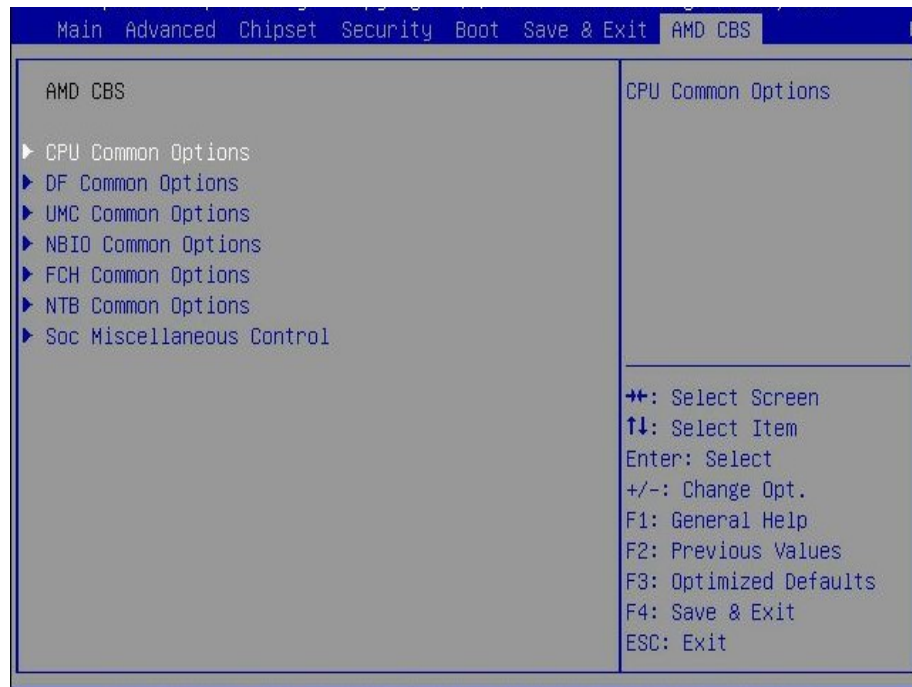 Main Advanced Chipset Security Boot Save & Exit AMD CBS
AMD CBS
CPU Common Options
DF Common Options
UMC Common Options
NBIO Common Options
FCH Common Options
NTB Common Options
Soc Miscellaneous Control
CPU Common Options
→←: Select Screen
↑↓: Select Item
Enter: Select
+/-: Change Opt.
F1: General Help
F2: Previous Values
F3: Optimized Defaults
F4: Save & Exit
ESC: Exit